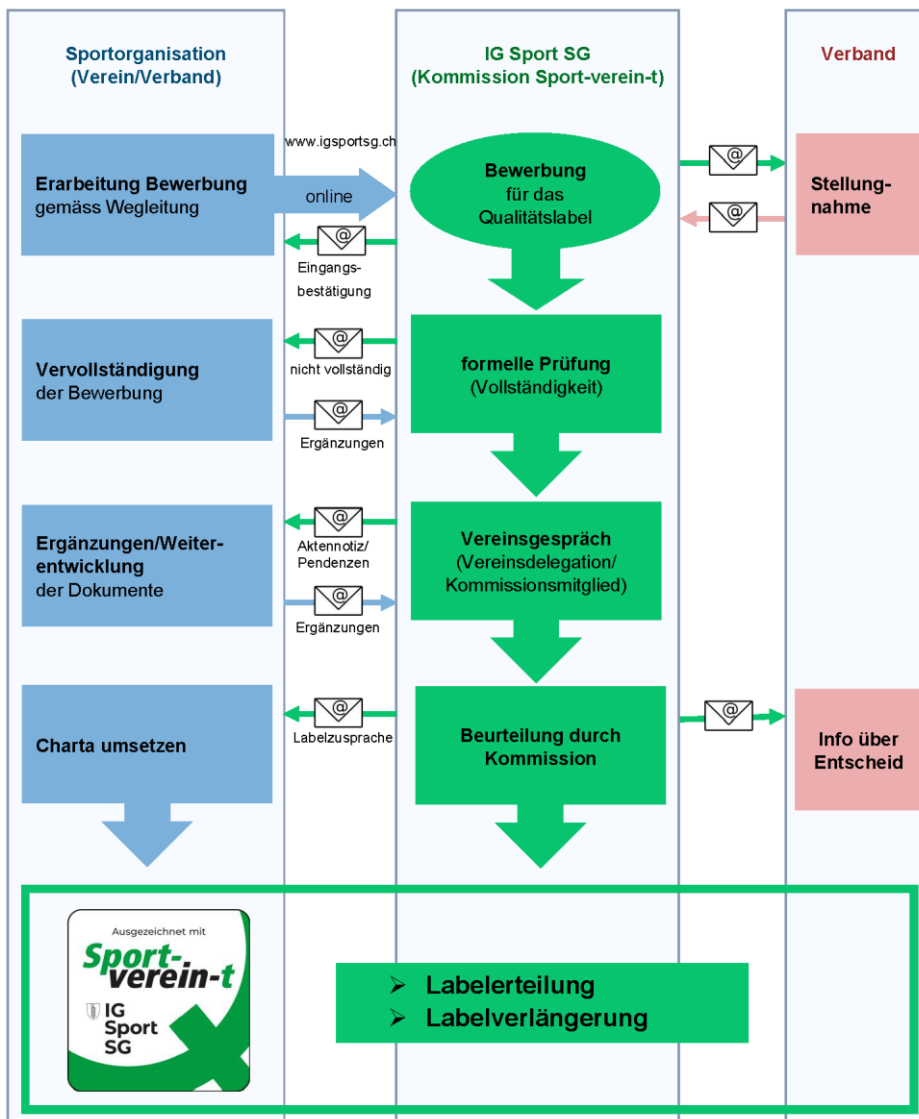 Sportorganisation
(Verein/Verband)
IG Sport SG
(Kommission Sport-verein-t)
Verband
www.igsportsg.ch
Erarbeitung Bewerbung
gemäss Wegleitung
online
Bewerbung
für das
Qualitätslabel
@
@
Stellung-
nahme
@
Eingangs-
bestätigung
Vervollständigung
der Bewerbung
@
nicht vollständig
@
Ergänzungen
formelle Prüfung
(Vollständigkeit)
Ergänzungen/Weiter-
entwicklung
der Dokumente
@
Aktennotiz/
Pendenzen
@
Ergänzungen
Vereinsgespräch
(Vereinsdelegation/
Kommissionsmitglied)
Charta umsetzen
@
Labelzusprache
Beurteilung durch
Kommission
@
Info über
Entscheid
Ausgezeichnet mit
Sport-
verein-t
IG
Sport
SG
➢ Labelerteilung
➢ Labelverlängerung